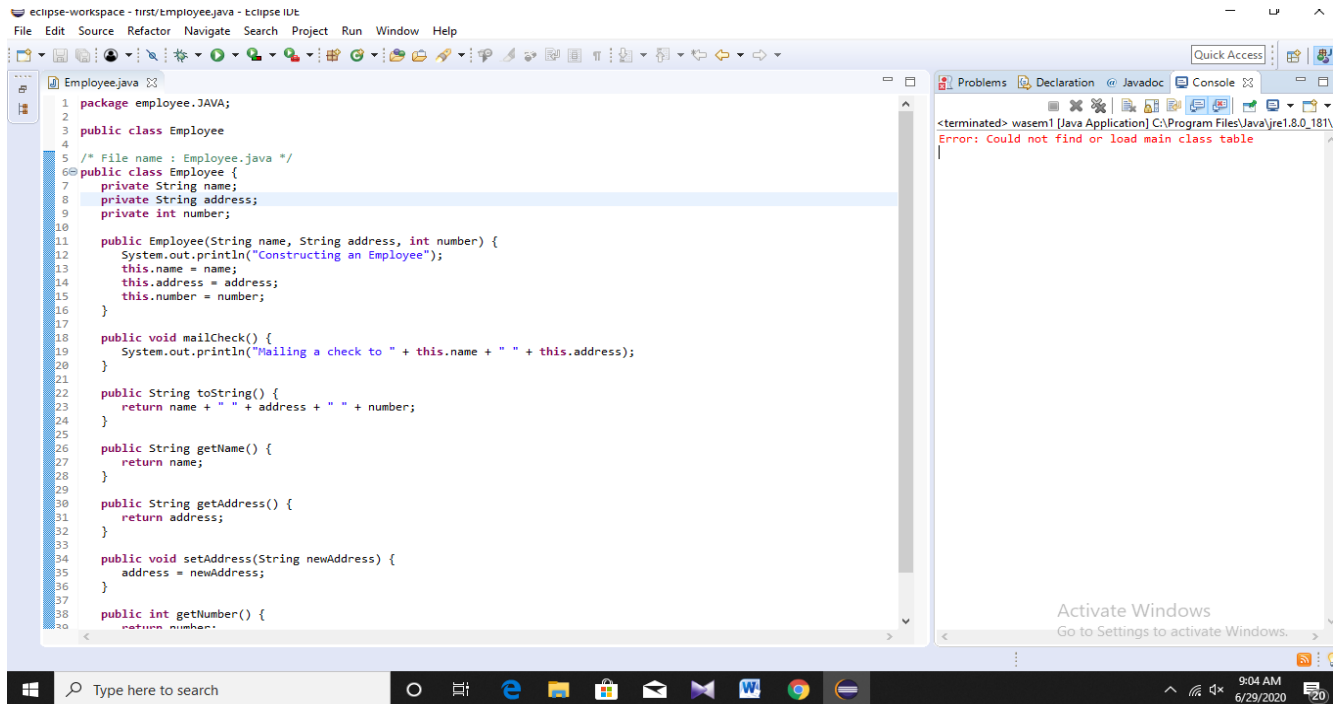 eclipse-workspace - first/Employee.java - Eclipse IDE
File Edit Source Refactor Navigate Search Project Run Window Help
Quick Access
Employee.java
Problems Declaration @ Javadoc Console
<terminated> wasem1 [Java Application] C:\Program Files\Java\jre1.8.0_181\
Error: Could not find or load main class table
1 package employee.JAVA;
2
3 public class Employee
4
5 /* File name : Employee.java */
6 public class Employee {
7 private String name;
8 private String address;
9 private int number;
10
11 public Employee(String name, String address, int number) {
12 System.out.println("Constructing an Employee");
13 this.name = name;
14 this.address = address;
15 this.number = number;
16 }
17
18 public void mailCheck() {
19 System.out.println("Mailing a check to " + this.name + " " + this.address);
20 }
21
22 public String toString() {
23 return name + " " + address + " " + number;
24 }
25
26 public String getName() {
27 return name;
28 }
29
30 public String getAddress() {
31 return address;
32 }
33
34 public void setAddress(String newAddress) {
35 address = newAddress;
36 }
37
38 public int getNumber() {
39 return number;
Activate Windows
Go to Settings to activate Windows.
Type here to search
9:04 AM
6/29/2020
20